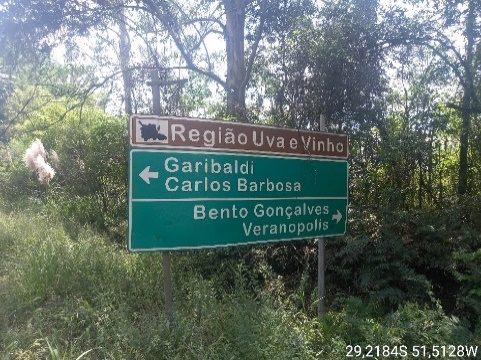 Região Uva e Vinho
Garibaldi
Carlos Barbosa
Bento Gonçalves
Veranopolis
29,2184S 51,5128W